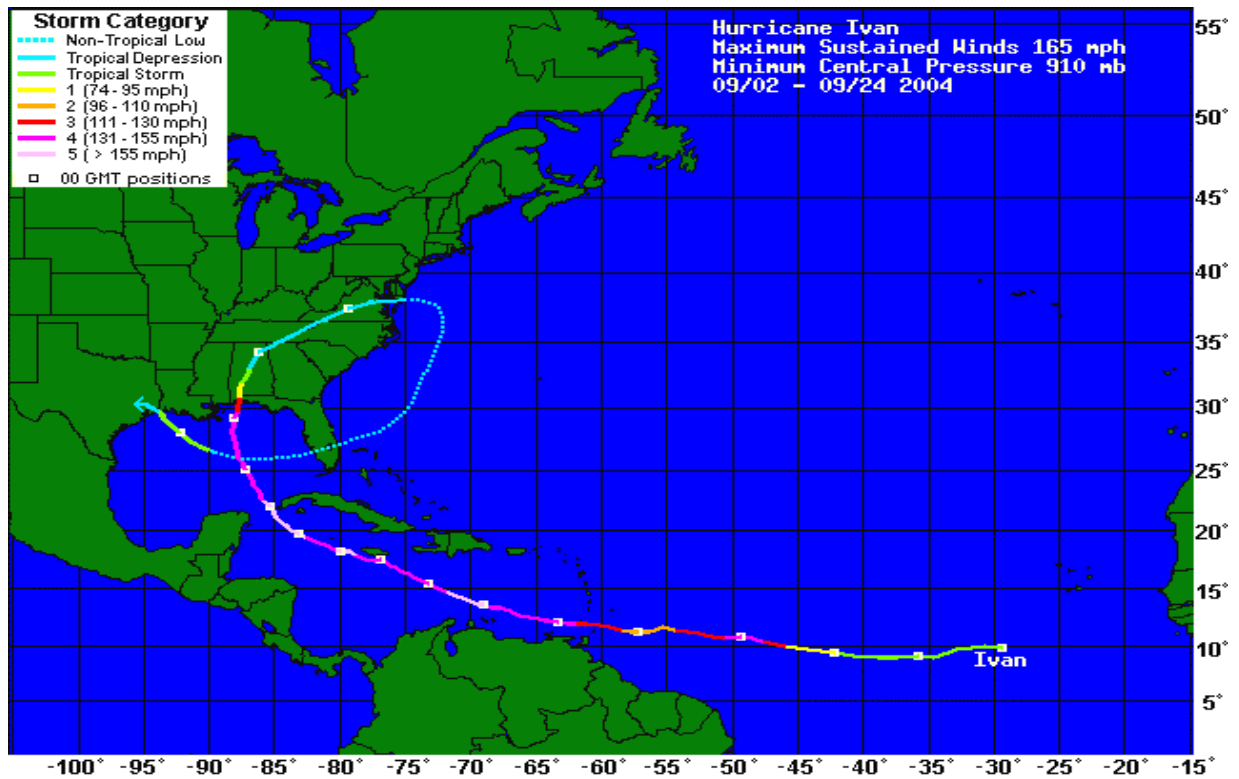 Storm Category
Non-Tropical Low
Tropical Depression
Tropical Storm
1 (74-95 mph)
2 (96-110 mph)
3 (111-130 mph)
4 (131-155 mph)
5 ( > 155 mph)
00 GMT positions
Hurricane Ivan
Maximum Sustained Winds 165 mph
Minimum Central Pressure 910 mb
09/02 - 09/24 2004
55°
50°
45°
40°
35°
30°
25°
20°
15°
10°
5°
Ivan
-100° -95° -90° -85° -80° -75° -70° -65° -60° -55° -50° -45° -40° -35° -30° -25° -20° -15°